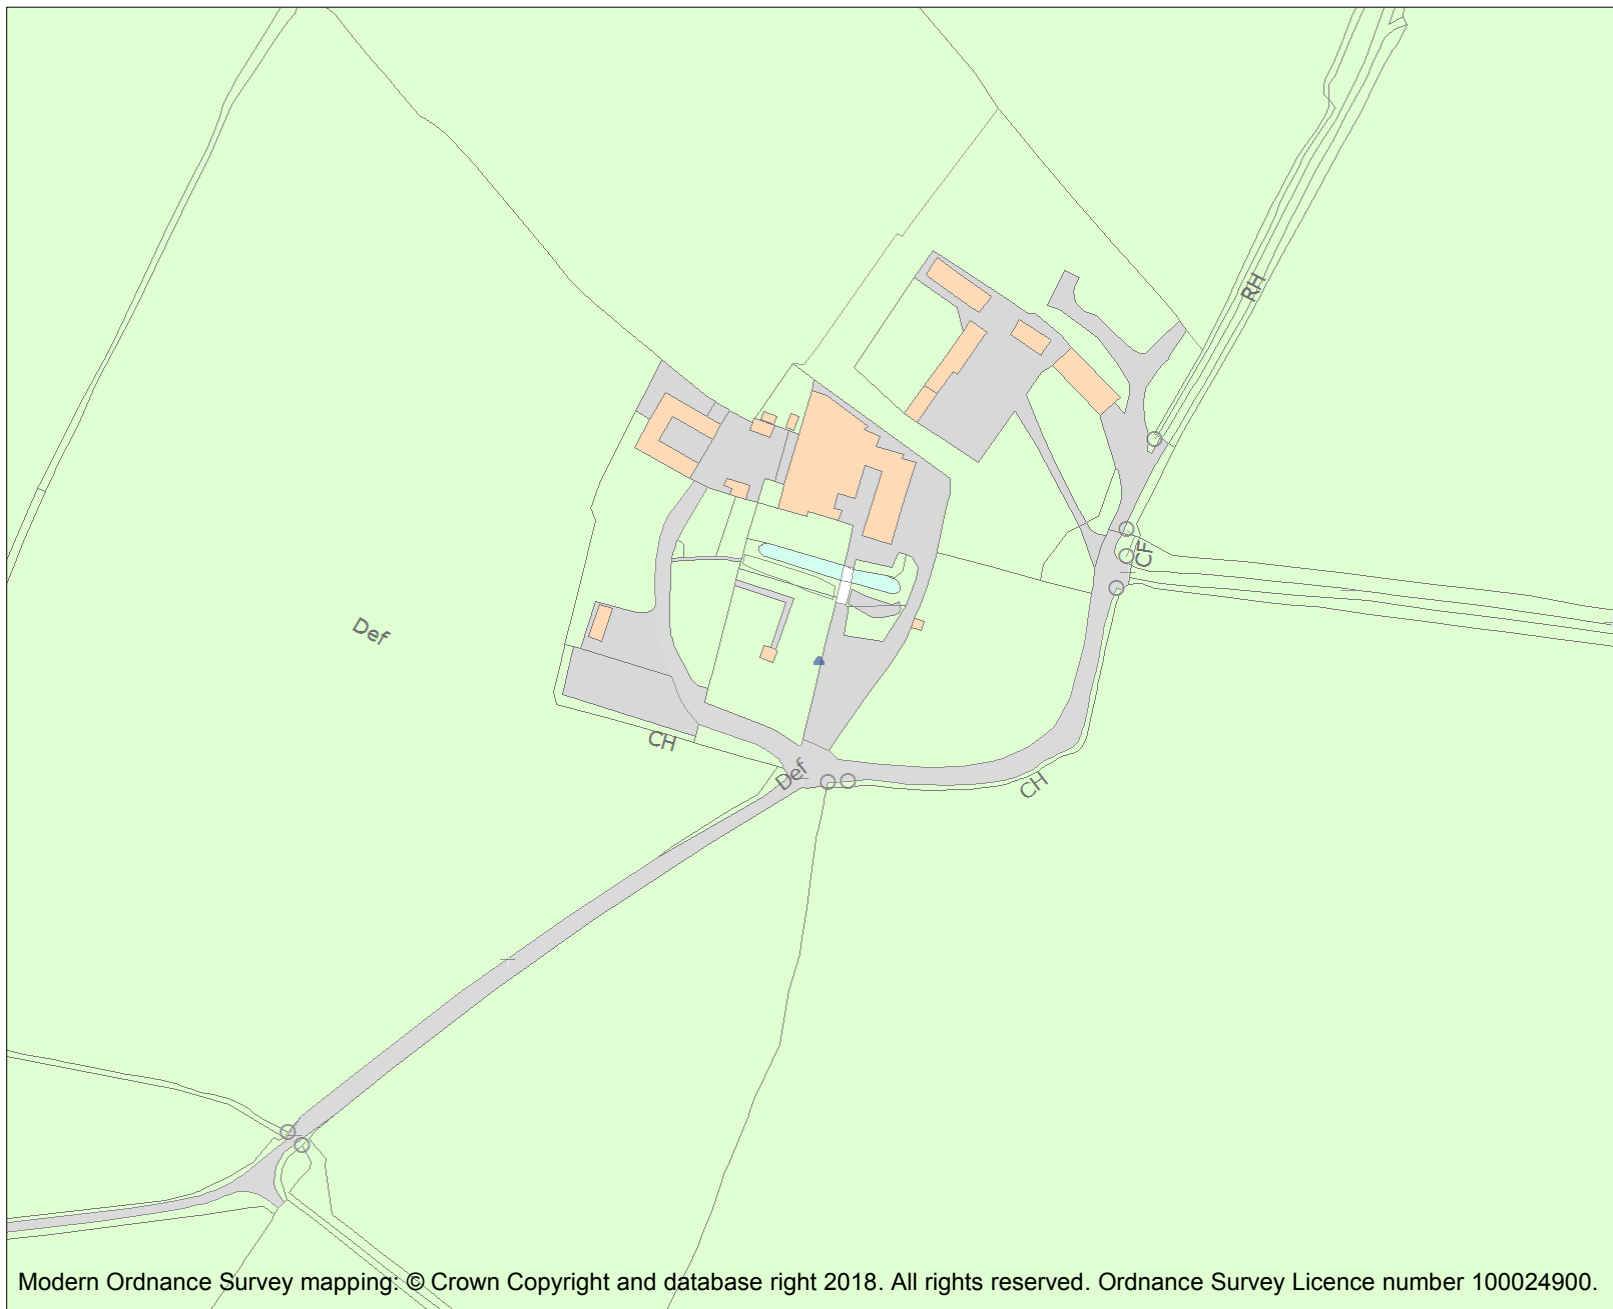 RH
CF
Def
CH
Def
CH
Modern Ordnance Survey mapping: © Crown Copyright and database right 2018. All rights reserved. Ordnance Survey Licence number 100024900.